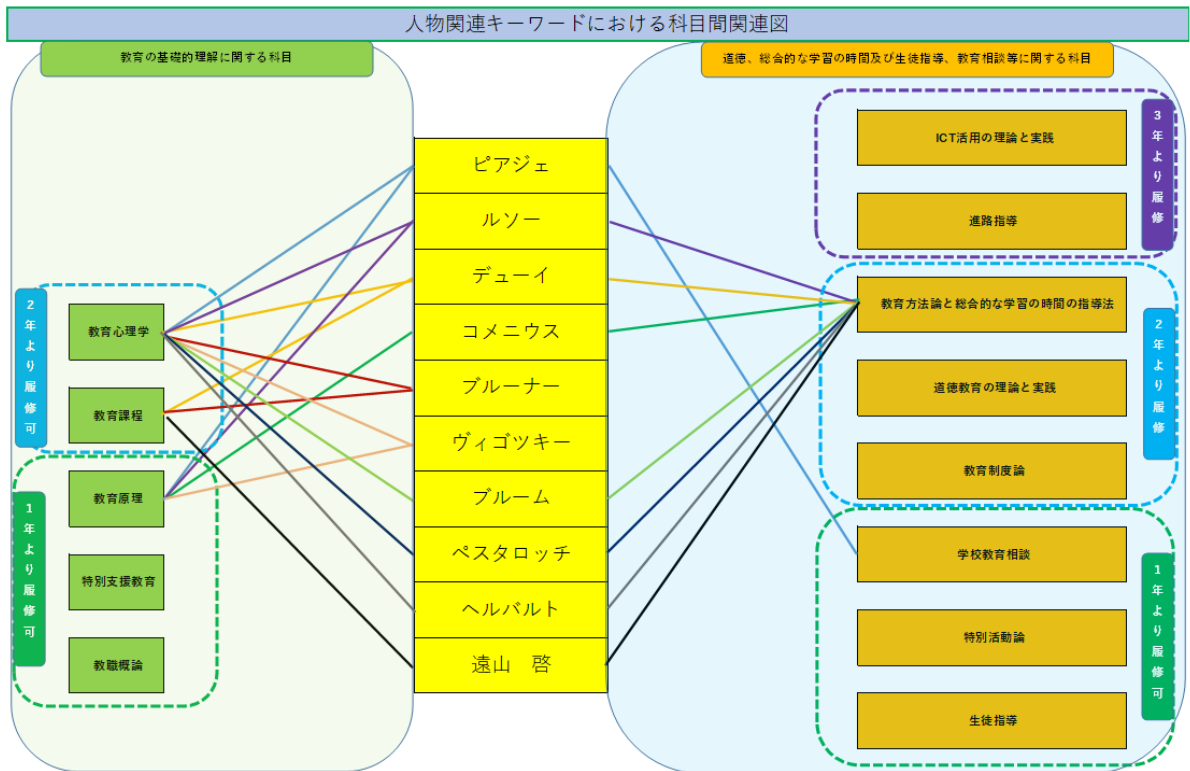 人物関連キーワードにおける科目間関連図
教育の基礎的理解に関する科目
道徳、総合的な学習の時間及び生徒指導、教育相談等に関する科目
2年より履修可
教育心理学
教育課程
1年より履修可
教育原理
特別支援教育
教職概論
ピアジェ
ルソー
デューイ
コメニウス
ブルーナー
ヴィゴツキー
ブルーム
ペスタロッチ
ヘルバルト
遠山 啓
ICT活用の理論と実践
進路指導
3年より履修
教育方法論と総合的な学習の時間の指導法
道徳教育の理論と実践
教育制度論
2年より履修
学校教育相談
特別活動論
生徒指導
1年より履修可